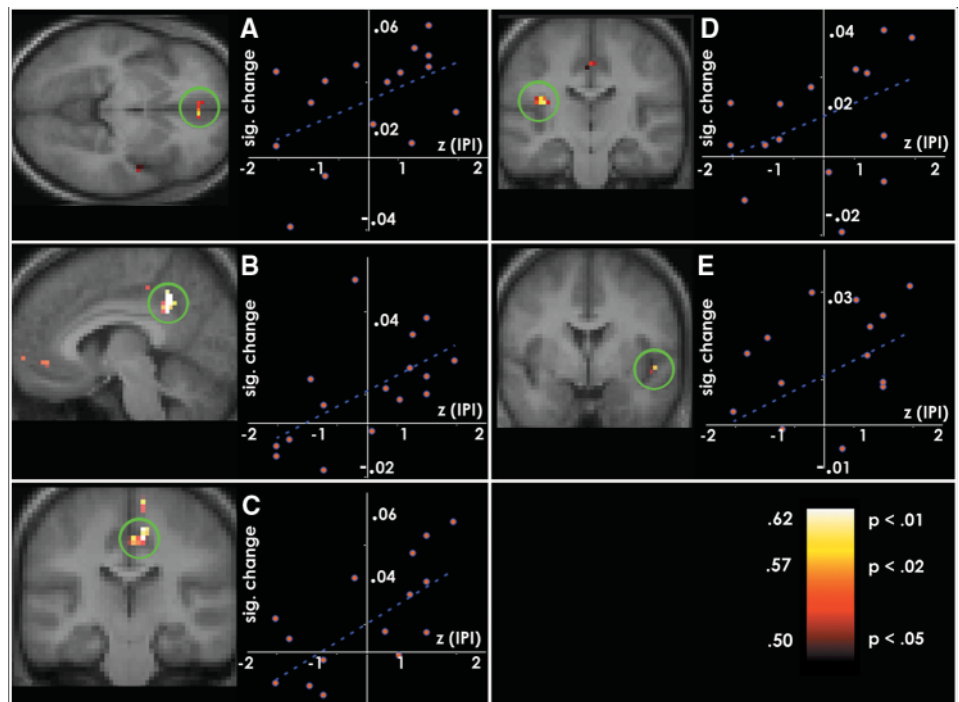 A
sig. change
.06
.02
z (IPI)
-2
-1
1
2
-.04
D
sig. change
.04
.02
z (IPI)
-2
-1
1
2
-.02
B
sig. change
.04
z (IPI)
-2
-1
1
2
-.02
E
sig. change
.03
z (IPI)
-2
-1
1
2
-.01
C
sig. change
.06
.04
z (IPI)
-2
-1
1
2
.62 p < .01
.57 p < .02
.50 p < .05